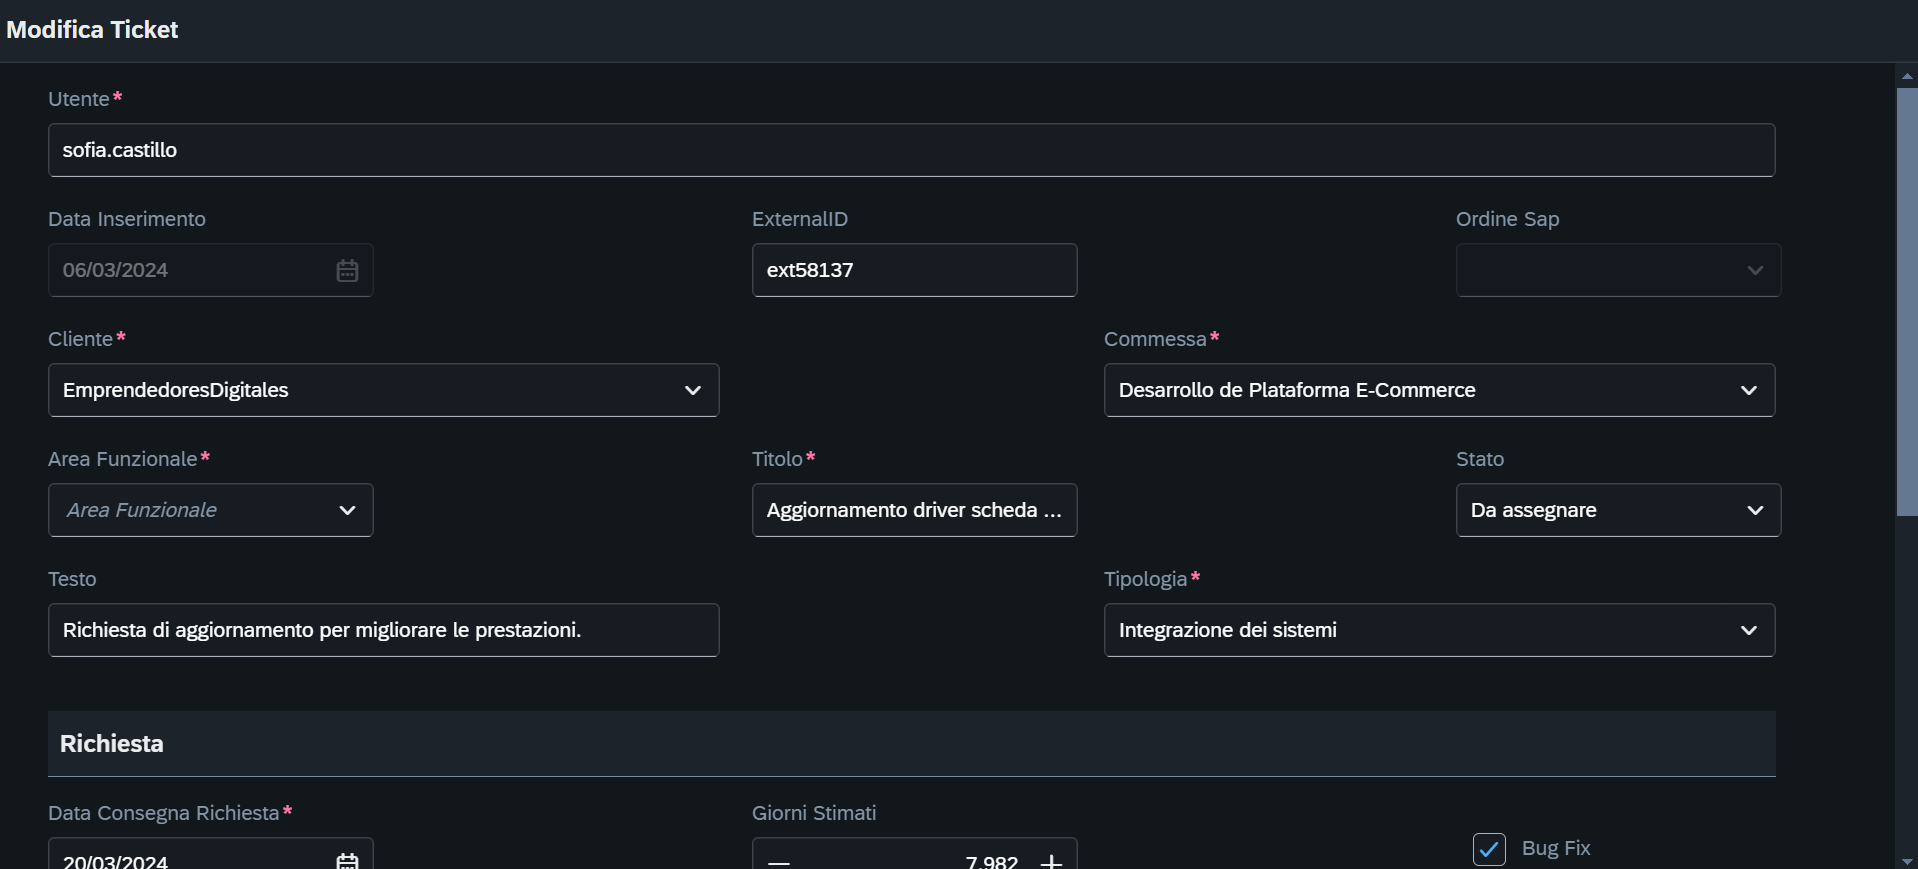 Modifica Ticket
Utente*
sofia.castillo
Data Inserimento
ExternalID
Ordine Sap
06/03/2024
ext58137
Cliente*
Commessa*
EmprendedoresDigitales
Desarrollo de Plataforma E-Commerce
Area Funzionale*
Titolo*
Stato
Area Funzionale
Aggiornamento driver scheda ...
Da assegnare
Testo
Tipologia*
Richiesta di aggiornamento per migliorare le prestazioni.
Integrazione dei sistemi
Richiesta
Data Consegna Richiesta*
Giorni Stimati
Bug Fix
20/03/2024
7.982